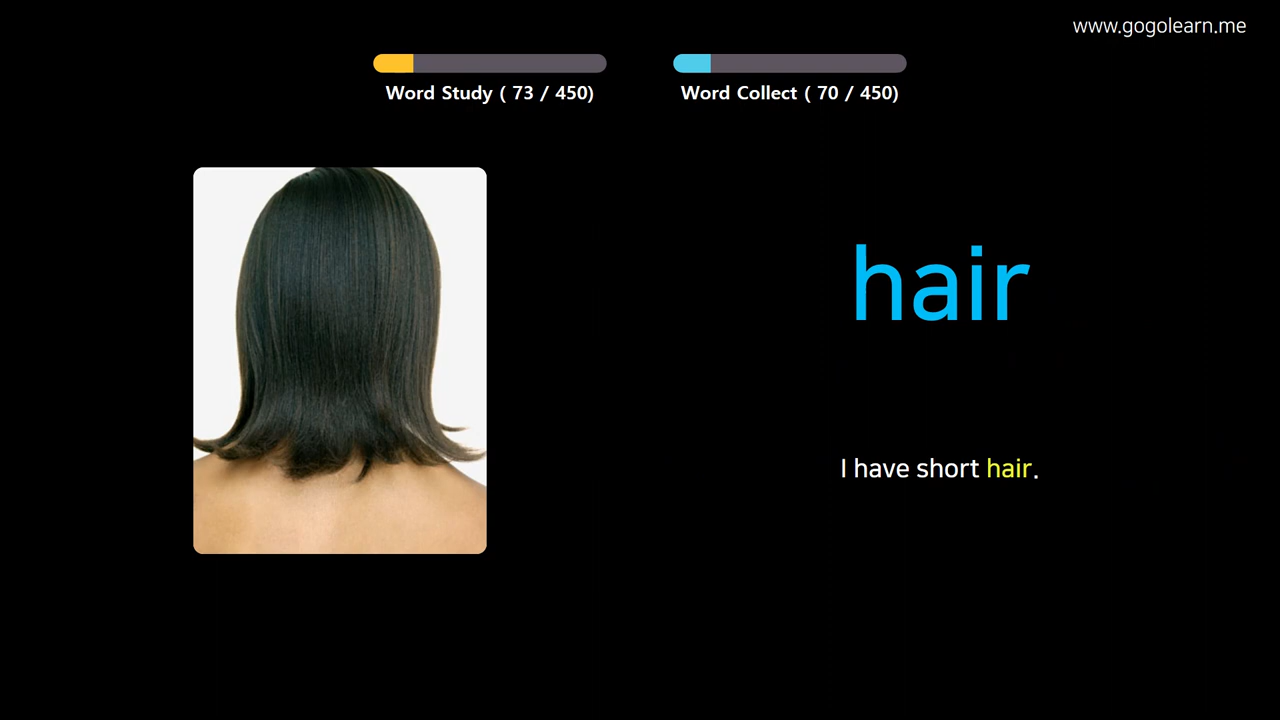 www.gogolearn.me
Word Study ( 73 / 450)
Word Collect ( 70 / 450)
hair
I have short hair.